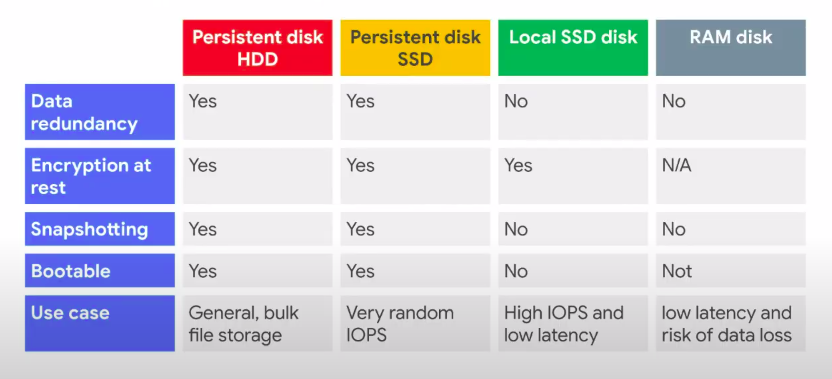 Persistent disk
HDD
Persistent disk
SSD
Local SSD disk
RAM disk
Data
redundancy
Yes
Yes
No
No
Encryption at
rest
Yes
Yes
Yes
N/A
Snapshotting
Yes
Yes
No
No
Bootable
Yes
Yes
No
Not
Use case
General, bulk
file storage
Very random
IOPS
High IOPS and
low latency
low latency and
risk of data loss